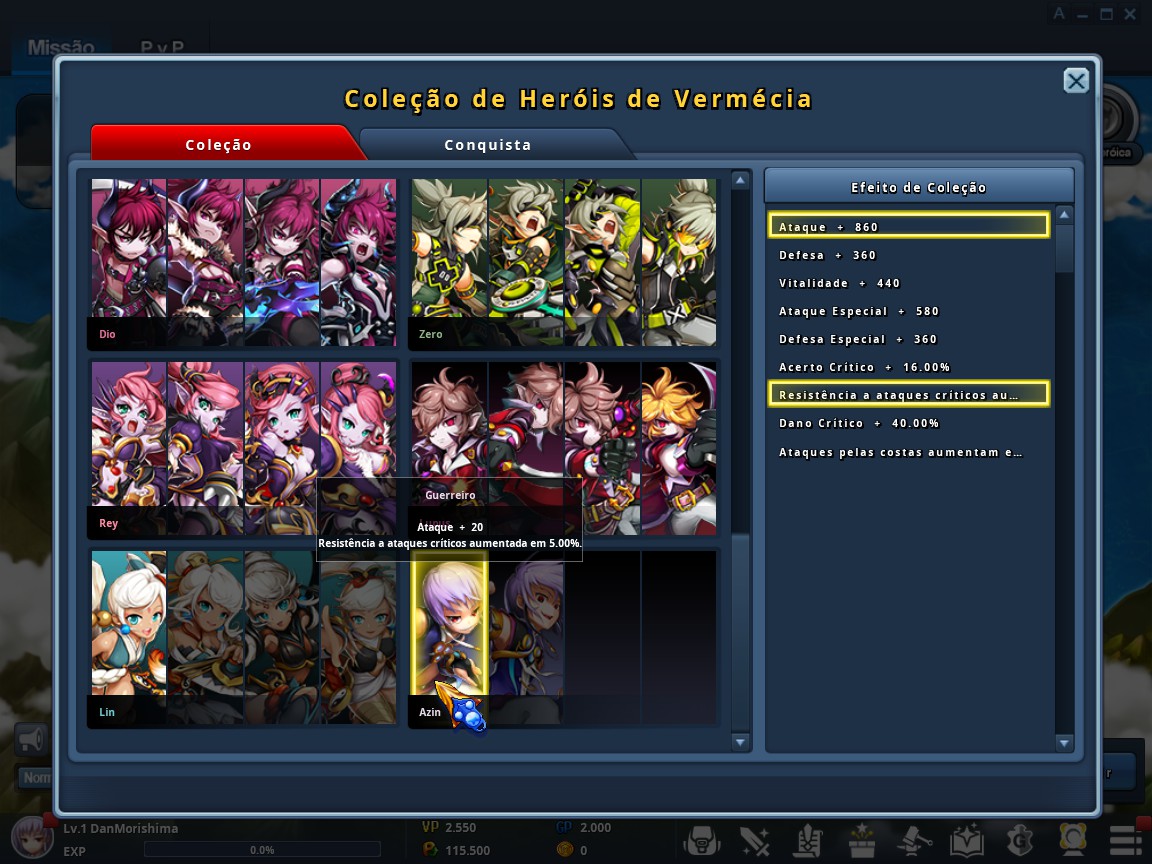 A
Missão PvP
Coleção de Heróis de Vermécia
Coleção Conquista
Efeito de Coleção
róica
Ataque + 860
Defesa + 360
Vitalidade + 440
Ataque Especial + 580
Defesa Especial + 360
Acerto Crítico + 16.00%
Resistência a ataques críticos au...
Dano Crítico + 40.00%
Ataques pelas costas aumentam e...
Dio
Zero
Rey
Guerreiro
Ataque + 20
Resistência a ataques críticos aumentada em 5.00%.
Lin
Azin
Norm
r
Lv.1 DanMorishima
EXP 0.0%
VP 2.550
GP 2.000
115.500
0